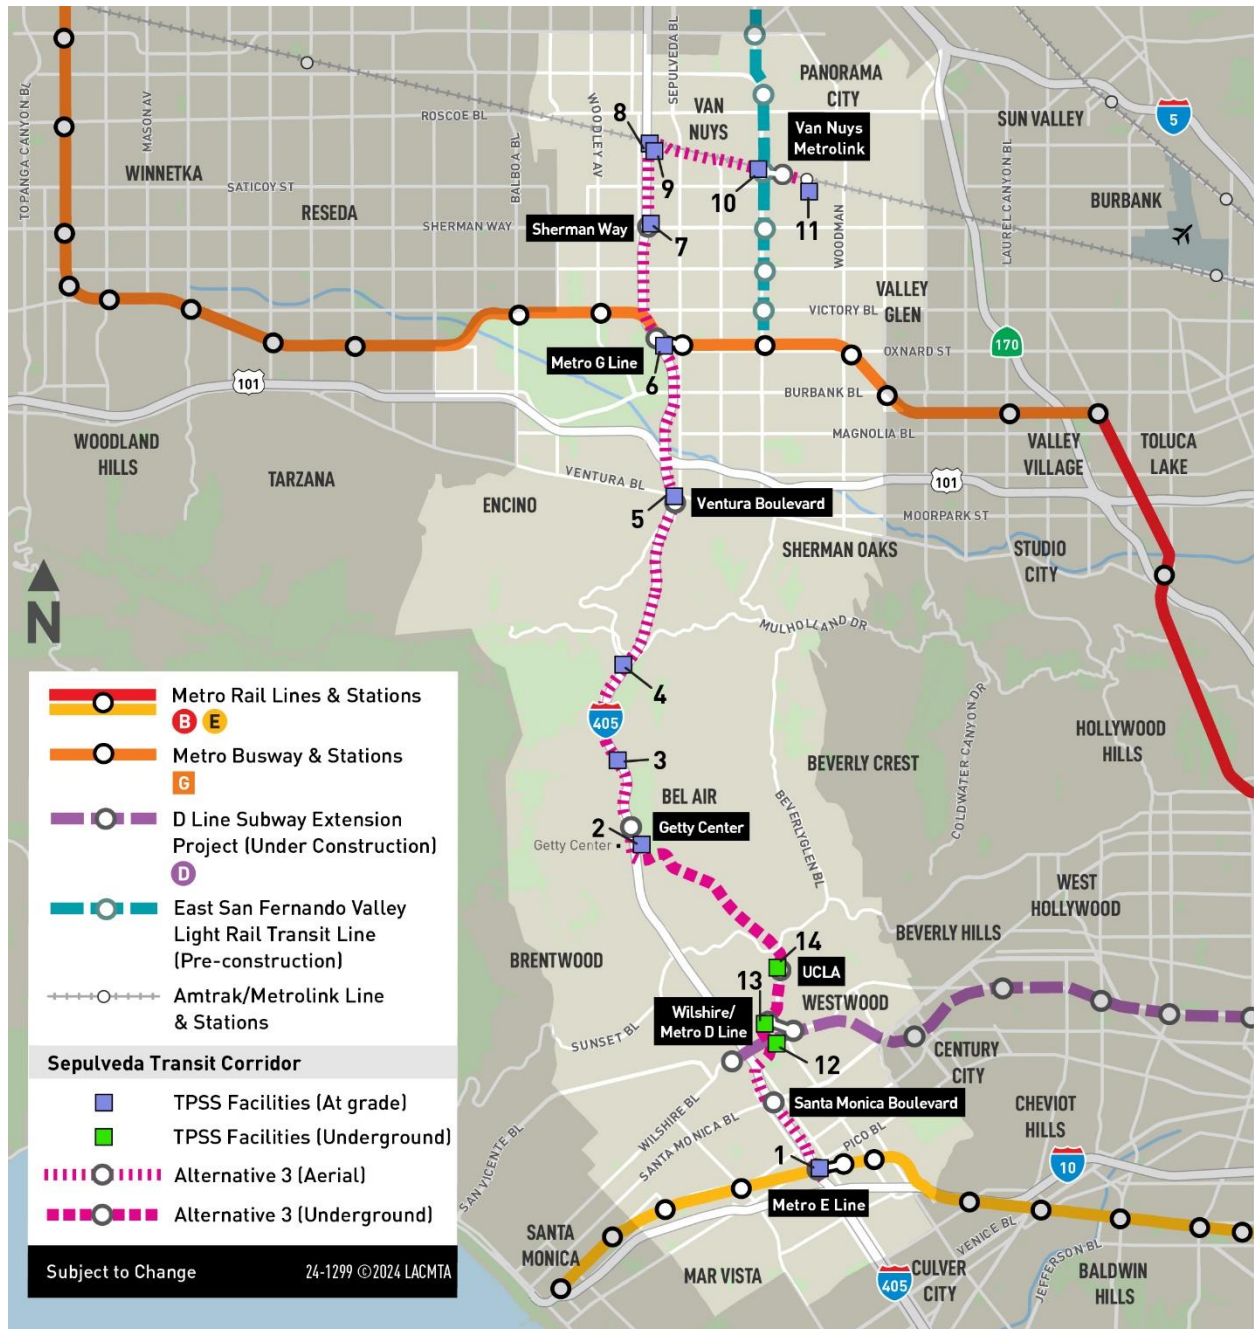 TOPANGA CANYON BL
MASON AV
ROSCOE BL
WINNETKA
SATICOY ST
RESEDA
SHERMAN WAY
BALBOA BL
WOODLEY AV
SEPULVEDA BL
VAN
NUYS
PANORAMA
CITY
Van Nuys
Metrolink
SUN VALLEY
5
LAUREL CANYON BL
BURBANK
8
9
10
11
WOODMAN
Sherman Way
7
VALLEY
GLEN
VICTORY BL
170
OXNARD ST
Metro G Line
6
101
BURBANK BL
MAGNOLIA BL
WOODLAND
HILLS
TARZANA
VENTURA BL
ENCINO
5
Ventura Boulevard
VALLEY
VILLAGE
TOLUCA
LAKE
101
MOORPARK ST
SHERMAN OAKS
STUDIO
CITY
N
MULHOLLAND DR
4
405
3
COLDWATER CANYON DR
HOLLYWOOD
HILLS
BEVERLY CREST
BEL AIR
BEVERLYGLEN BL
2
Getty Center
Getty Center
WEST
HOLLYWOOD
BEVERLY HILLS
BRENTWOOD
14
UCLA
13
WESTWOOD
Wilshire/
Metro D Line
SUNSET BL
12
CENTURY
CITY
Santa Monica Boulevard
WILSHIRE BL
SANTA MONICA BL
CHEVIOT
HILLS
SAN VICENTE BL
PICO BL
1
10
Metro E Line
SANTA
MONICA
MAR VISTA
VENICE BL
JEFFERSON BL
405
CULVER
CITY
BALDWIN
HILLS
Metro Rail Lines & Stations
B E
Metro Busway & Stations
G
D Line Subway Extension
Project (Under Construction)
D
East San Fernando Valley
Light Rail Transit Line
(Pre-construction)
Amtrak/Metrolink Line
& Stations
Sepulveda Transit Corridor
TPSS Facilities (At grade)
TPSS Facilities (Underground)
Alternative 3 (Aerial)
Alternative 3 (Underground)
Subject to Change
24-1299 ©2024 LACMTA